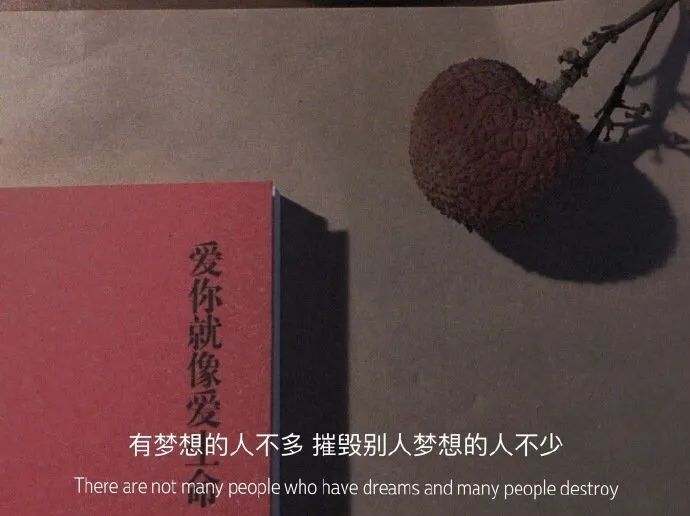 爱你就像爱生命
有梦想的人不多 摧毁别人梦想的人不少
There are not many people who have dreams and many people destroy